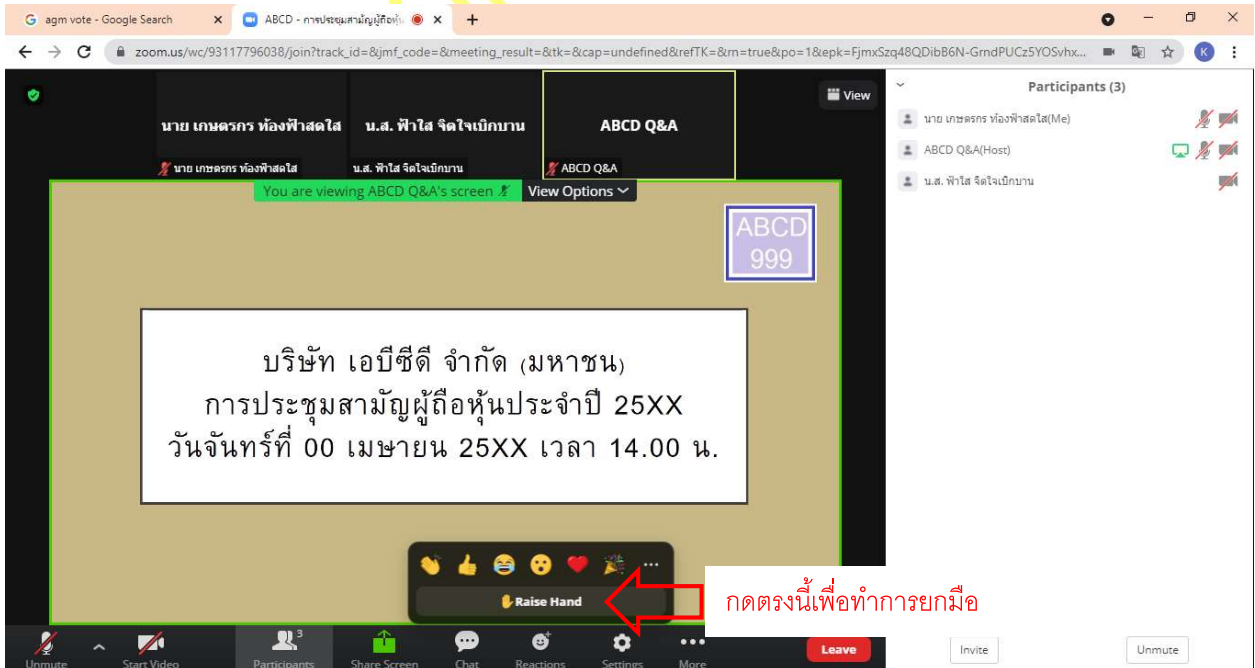 agm vote - Google Search
ABCD - การประชุมสามัญผู้ถือหุ้น
zoom.us/wc/93117796038/join?track_id=&jmf_code=&meeting_result=&tk=&cap=undefined&refTK=&rn=true&po=1&epk=FjmxSzq48QDibB6N-GrndPUCz5YOSvhx...
K
View
นาย เกษตรกร ท้องฟ้าสดใส
น.ส. ฟ้าใส จิตใจเบิกบาน
ABCD Q&A
นาย เกษตรกร ท้องฟ้าสดใส
น.ส. ฟ้าใส จิตใจเบิกบาน
ABCD Q&A
You are viewing ABCD Q&A's screen
View Options
Participants (3)
นาย เกษตรกร ท้องฟ้าสดใส(Me)
ABCD Q&A(Host)
น.ส. ฟ้าใส จิตใจเบิกบาน
ABCD
999
บริษัท เอบีซีดี จำกัด (มหาชน)
การประชุมสามัญผู้ถือหุ้นประจำปี 25XX
วันจันทร์ที่ 00 เมษายน 25XX เวลา 14.00 น.
Raise Hand
กดตรงนี้เพื่อทำการยกมือ
Unmute
Start Video
3
Participants
Share Screen
Chat
Reactions
Settings
More
Leave
Invite
Unmute